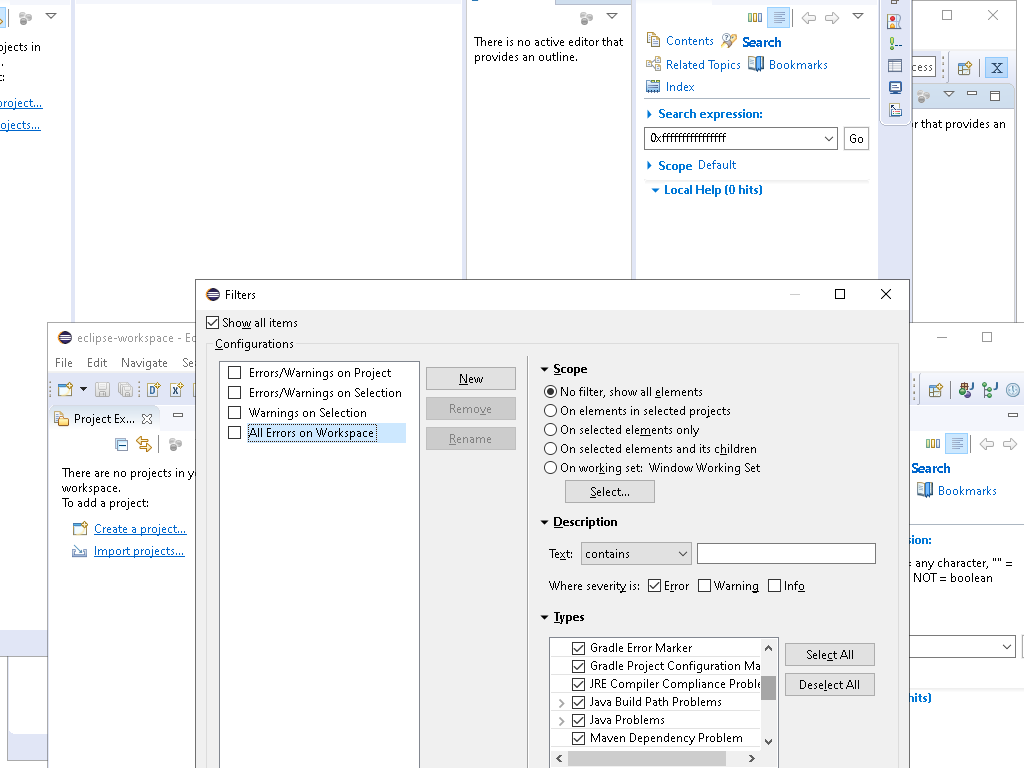 ojects in
project...
ojects...
There is no active editor that
provides an outline.
Contents
Search
Related Topics
Bookmarks
Index
Search expression:
0xffffffffffffffff
Go
Scope Default
Local Help (0 hits)
cess
or that provides an
eclipse-workspace - Ec
File Edit Navigate Se
Project Ex...
There are no projects in y
workspace.
To add a project:
Create a project...
Import projects...
Filters
Show all items
Configurations
Errors/Warnings on Project
Errors/Warnings on Selection
Warnings on Selection
All Errors on Workspace
New
Remove
Rename
Scope
No filter, show all elements
On elements in selected projects
On selected elements only
On selected elements and its children
On working set: Window Working Set
Select...
Description
Text: contains
Where severity is: Error Warning Info
Types
Gradle Error Marker
Gradle Project Configuration Ma
JRE Compiler Compliance Proble
Java Build Path Problems
Java Problems
Maven Dependency Problem
Select All
Deselect All
Search
Bookmarks
sion:
= any character, "" =
NOT = boolean
hits)